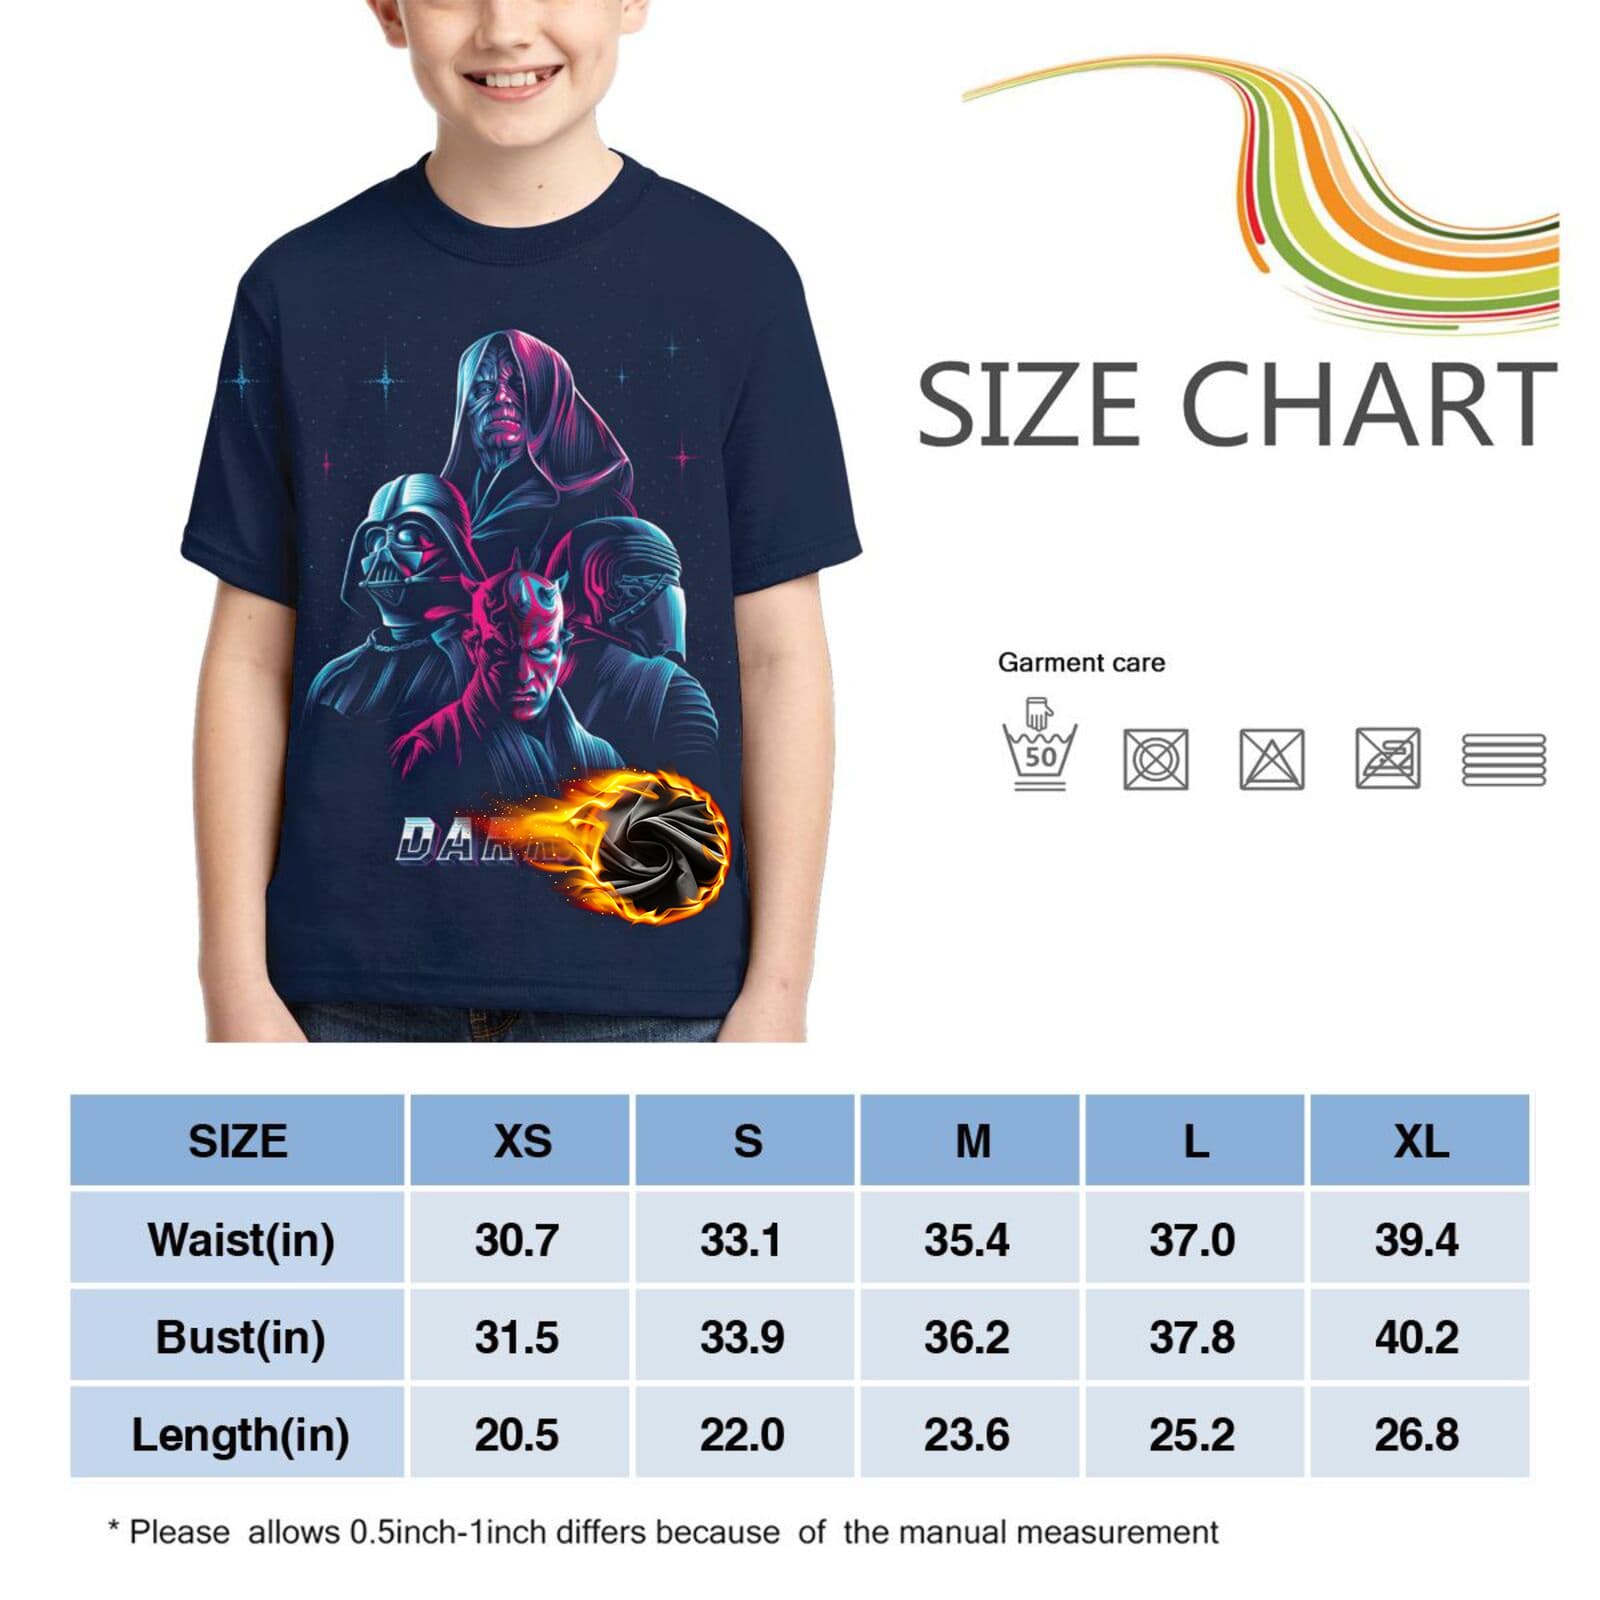 SIZE CHART
Garment care
50
SIZE XS S M L XL
Waist(in) 30.7 33.1 35.4 37.0 39.4
Bust(in) 31.5 33.9 36.2 37.8 40.2
Length(in) 20.5 22.0 23.6 25.2 26.8
* Please allows 0.5inch-1inch differs because of the manual measurement